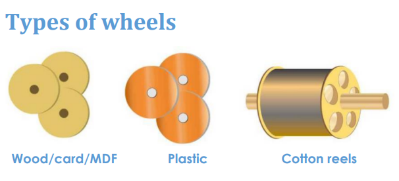 Types of wheels
Wood/card/MDF
Plastic
Cotton reels